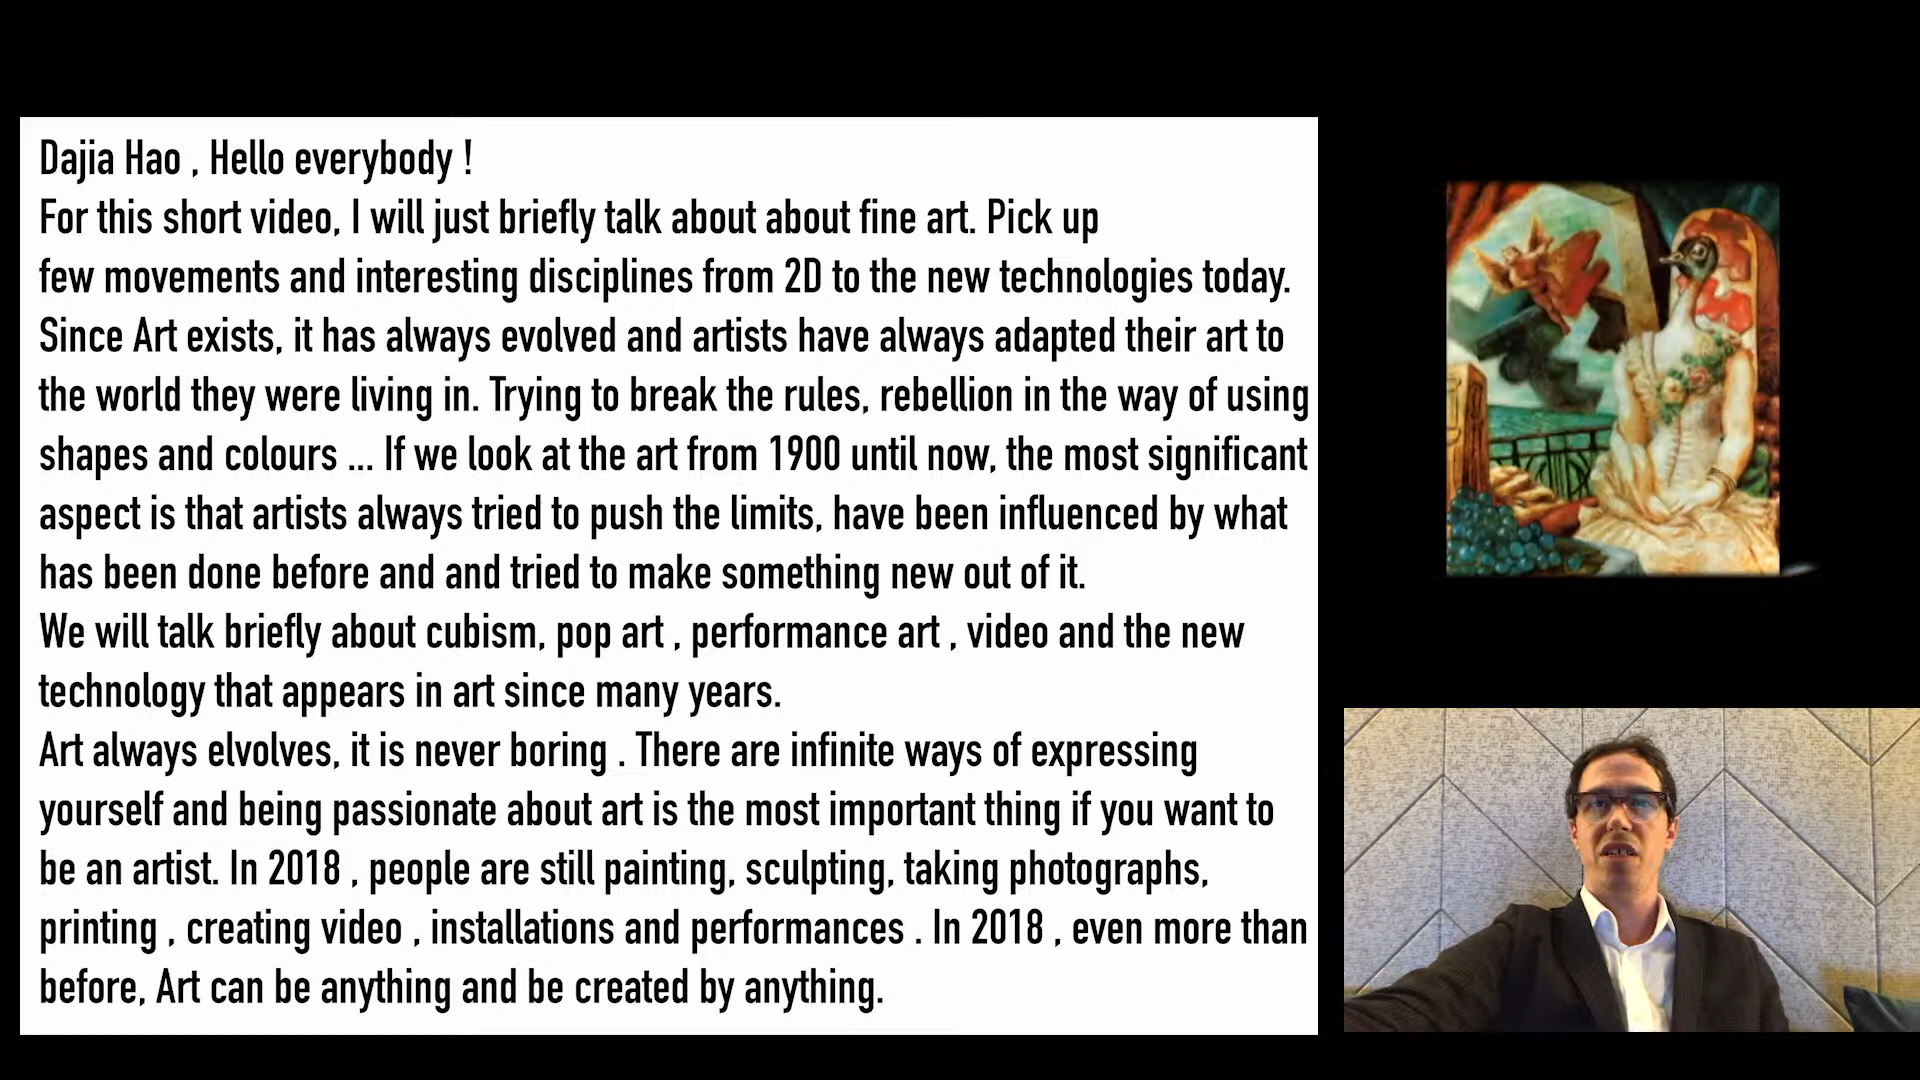 Dajia Hao , Hello everybody !
For this short video, I will just briefly talk about about fine art. Pick up
few movements and interesting disciplines from 2D to the new technologies today.
Since Art exists, it has always evolved and artists have always adapted their art to
the world they were living in. Trying to break the rules, rebellion in the way of using
shapes and colours ... If we look at the art from 1900 until now, the most significant
aspect is that artists always tried to push the limits, have been influenced by what
has been done before and and tried to make something new out of it.
We will talk briefly about cubism, pop art , performance art , video and the new
technology that appears in art since many years.
Art always elvolves, it is never boring . There are infinite ways of expressing
yourself and being passionate about art is the most important thing if you want to
be an artist. In 2018 , people are still painting, sculpting, taking photographs,
printing , creating video , installations and performances . In 2018 , even more than
before, Art can be anything and be created by anything.